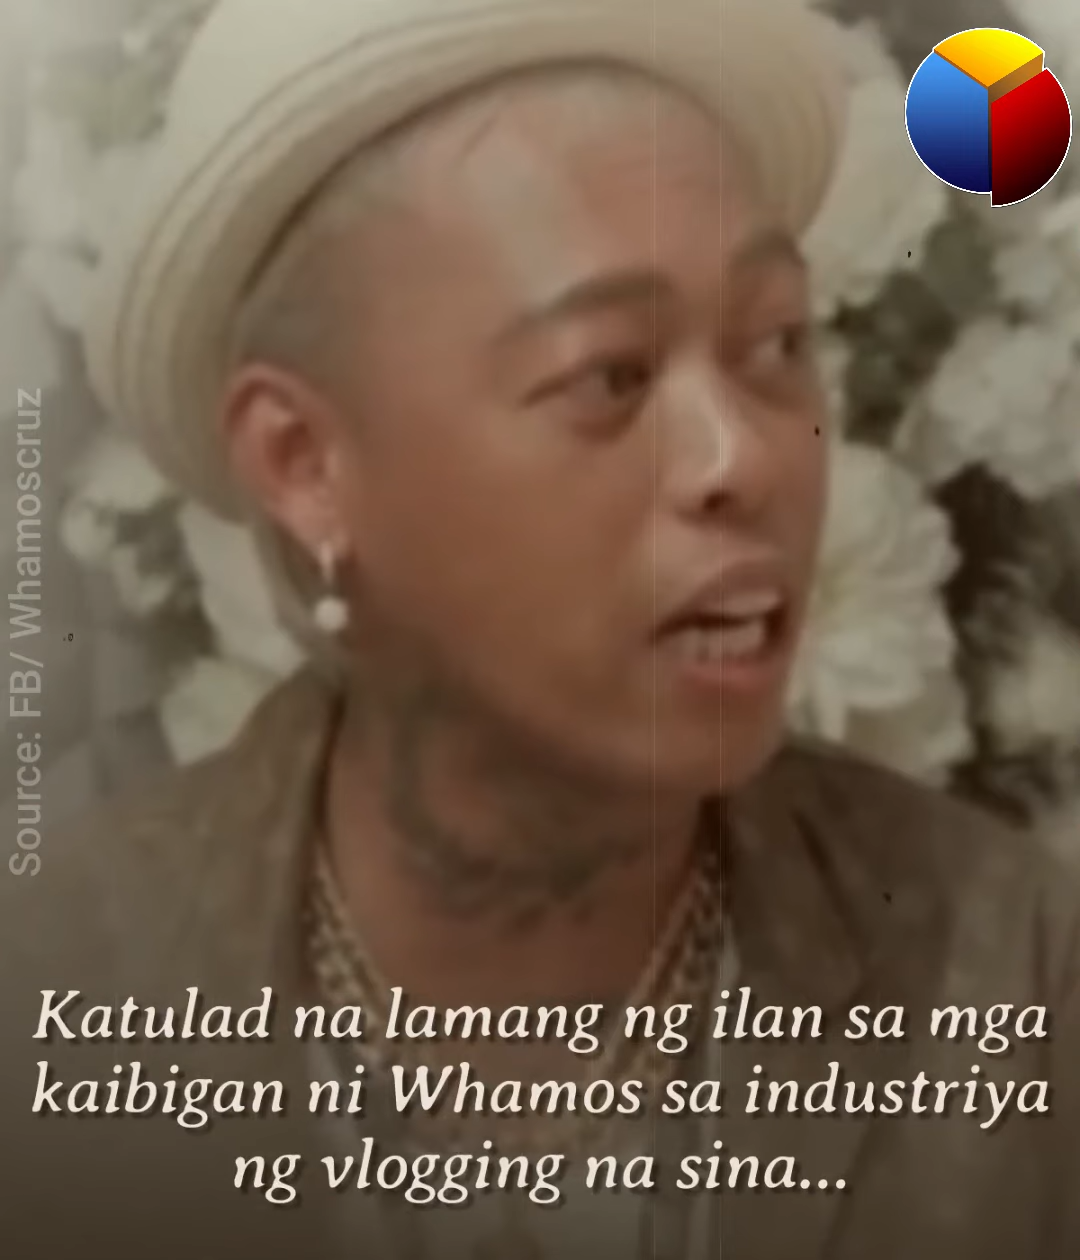 Source: FB/ Whamoscruz
Katulad na lamang ng ilan sa mga
kaibigan ni Whamos sa industriya
ng vlogging na sina...